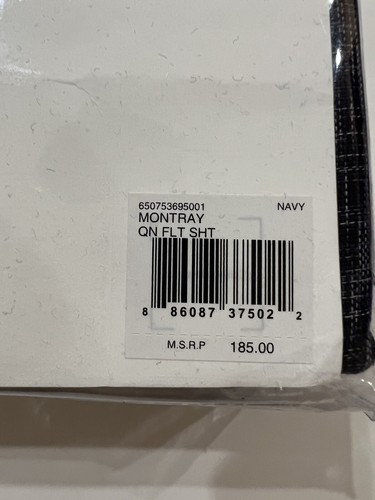 650753695001 NAVY
MONTRAY
QN FLT SHT
8 86087 37502 2
M.S.R.P 185.00